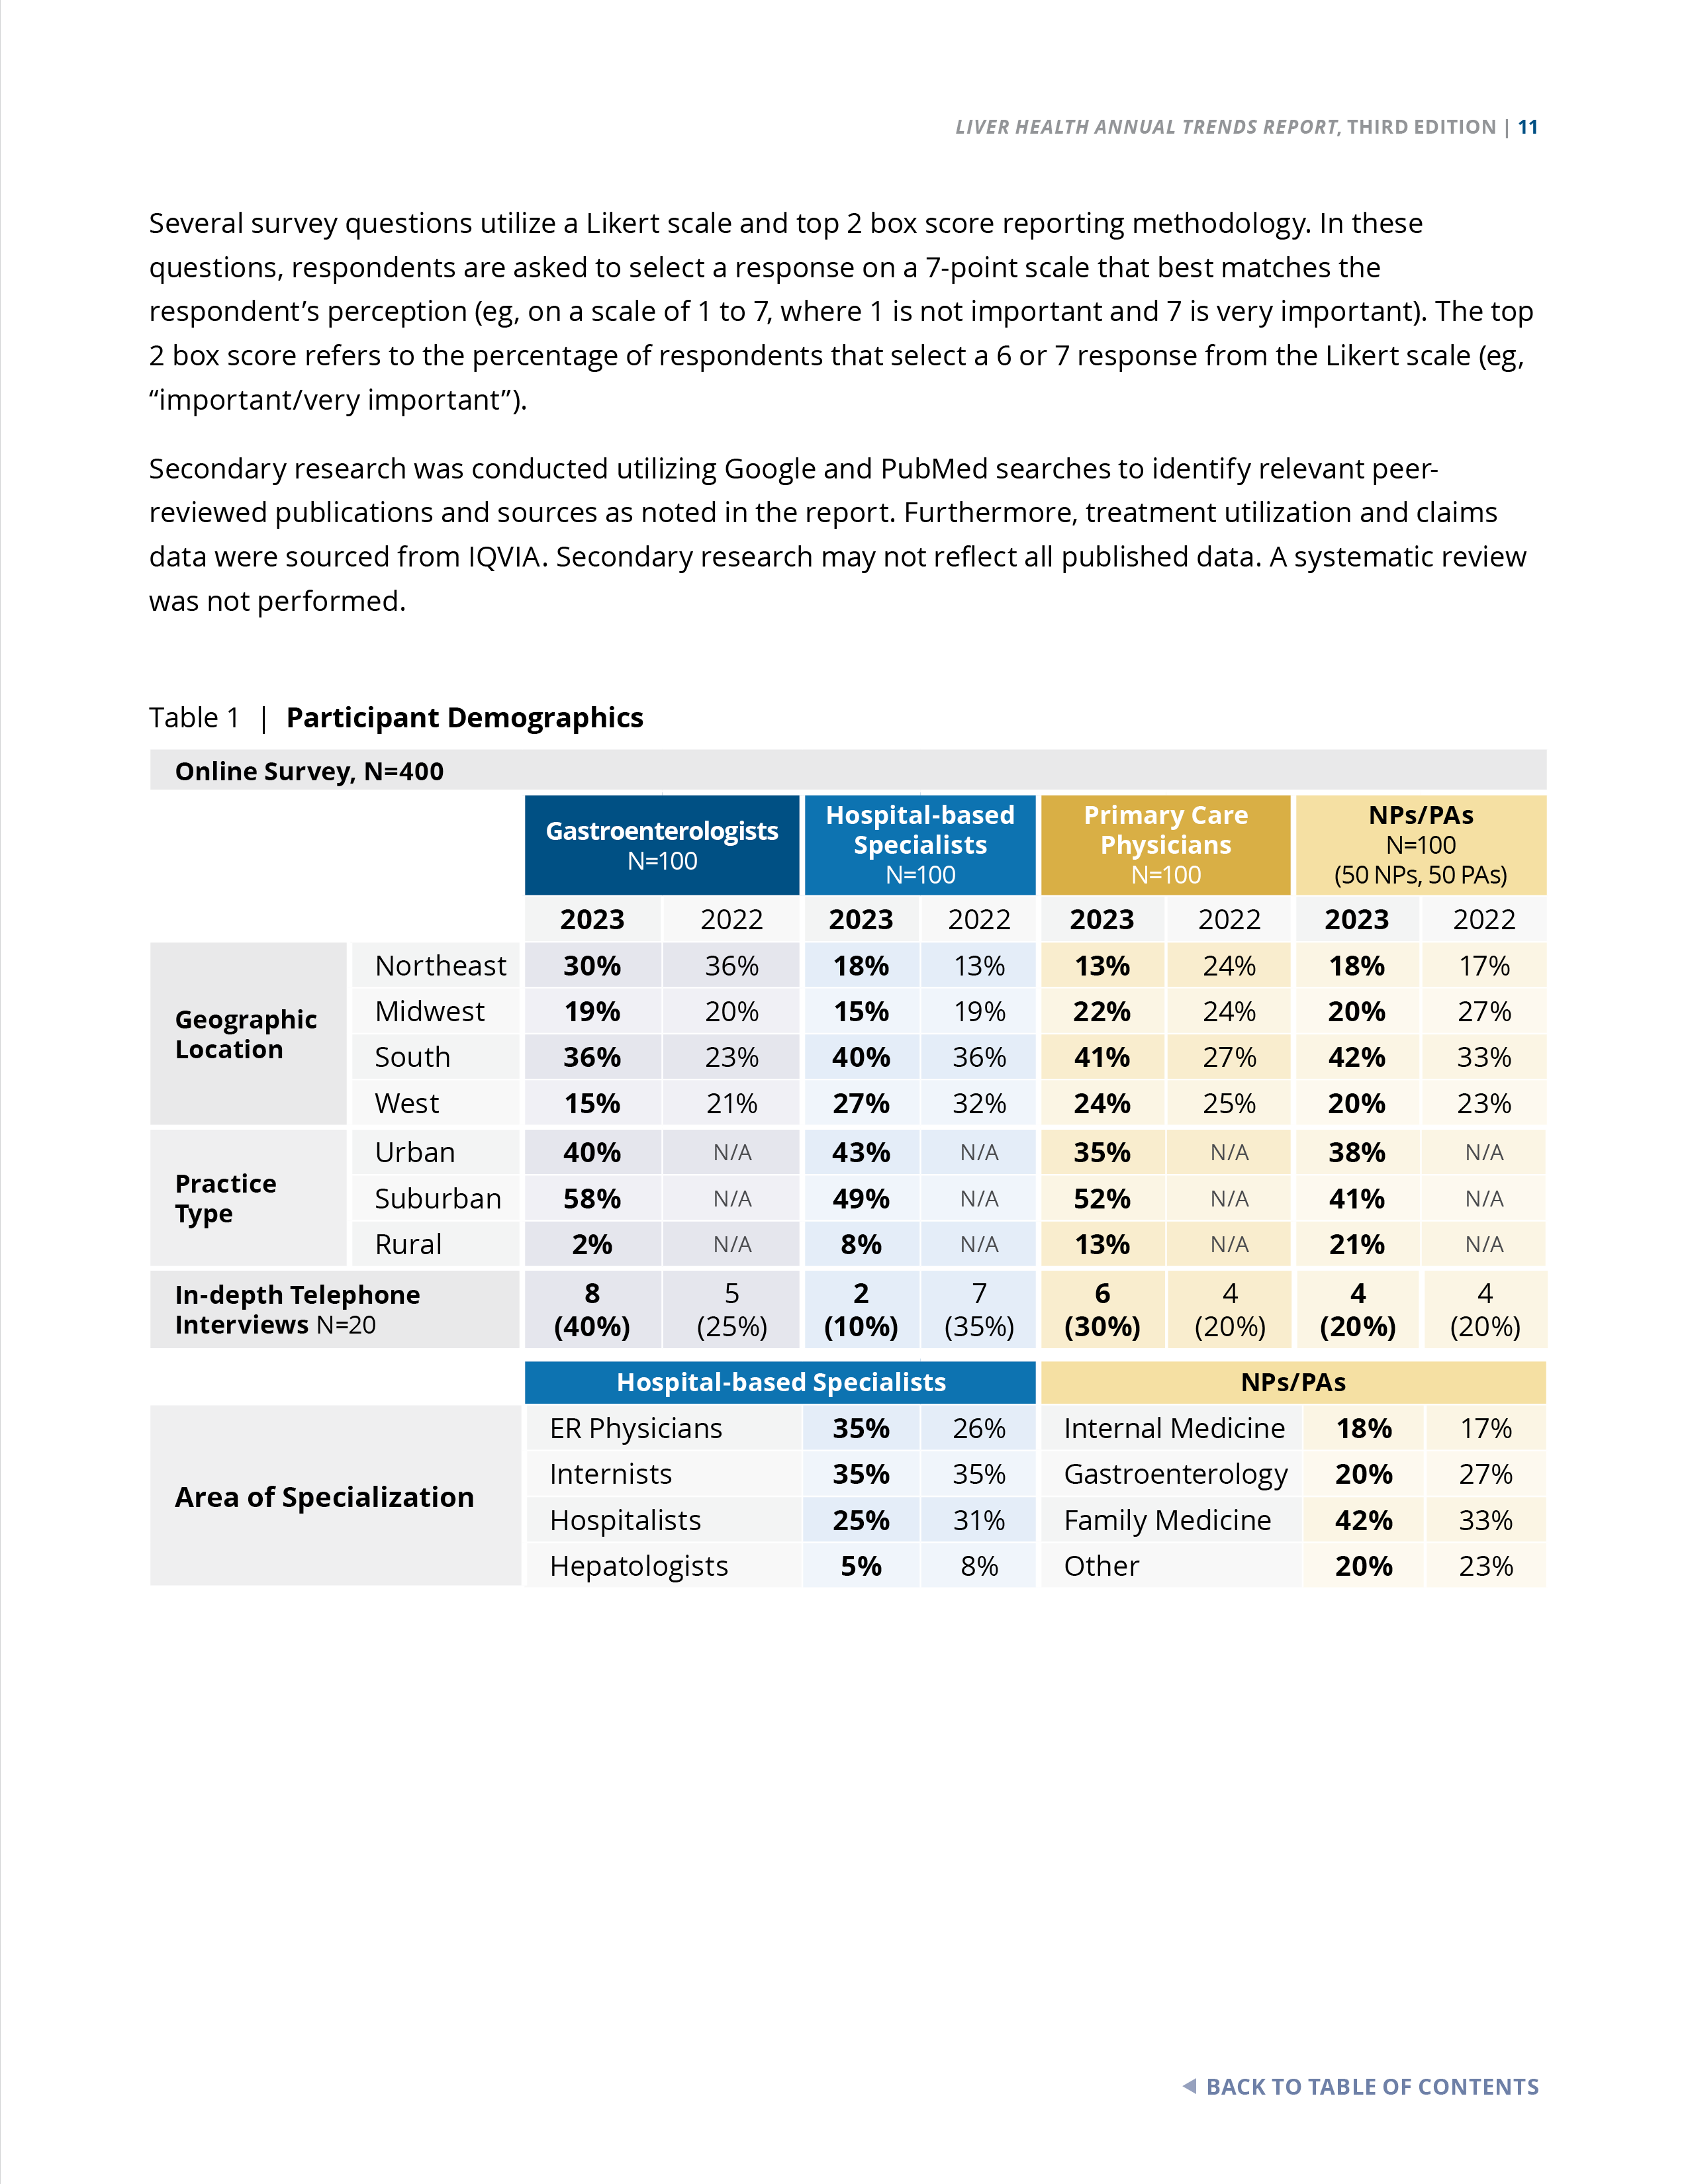 LIVER HEALTH ANNUAL TRENDS REPORT, THIRD EDITION | 11
Several survey questions utilize a Likert scale and top 2 box score reporting methodology. In these
questions, respondents are asked to select a response on a 7-point scale that best matches the
respondent’s perception (eg, on a scale of 1 to 7, where 1 is not important and 7 is very important). The top
2 box score refers to the percentage of respondents that select a 6 or 7 response from the Likert scale (eg,
“important/very important”).
Secondary research was conducted utilizing Google and PubMed searches to identify relevant peer-
reviewed publications and sources as noted in the report. Furthermore, treatment utilization and claims
data were sourced from IQVIA. Secondary research may not reflect all published data. A systematic review
was not performed.
Table 1 | Participant Demographics
Online Survey, N=400
Gastroenterologists
N=100
Hospital-based
Specialists
N=100
Primary Care
Physicians
N=100
NPs/PAs
N=100
(50 NPs, 50 PAs)
2023 2022 2023 2022 2023 2022 2023 2022
Geographic
Location
Northeast 30% 36% 18% 13% 13% 24% 18% 17%
Midwest 19% 20% 15% 19% 22% 24% 20% 27%
South 36% 23% 40% 36% 41% 27% 42% 33%
West 15% 21% 27% 32% 24% 25% 20% 23%
Practice
Type
Urban 40% N/A 43% N/A 35% N/A 38% N/A
Suburban 58% N/A 49% N/A 52% N/A 41% N/A
Rural 2% N/A 8% N/A 13% N/A 21% N/A
In-depth Telephone
Interviews N=20
8 5 2 7 6 4 4 4
(40%) (25%) (10%) (35%) (30%) (20%) (20%) (20%)
Hospital-based Specialists NPs/PAs
Area of Specialization
ER Physicians 35% 26% Internal Medicine 18% 17%
Internists 35% 35% Gastroenterology 20% 27%
Hospitalists 25% 31% Family Medicine 42% 33%
Hepatologists 5% 8% Other 20% 23%
BACK TO TABLE OF CONTENTS